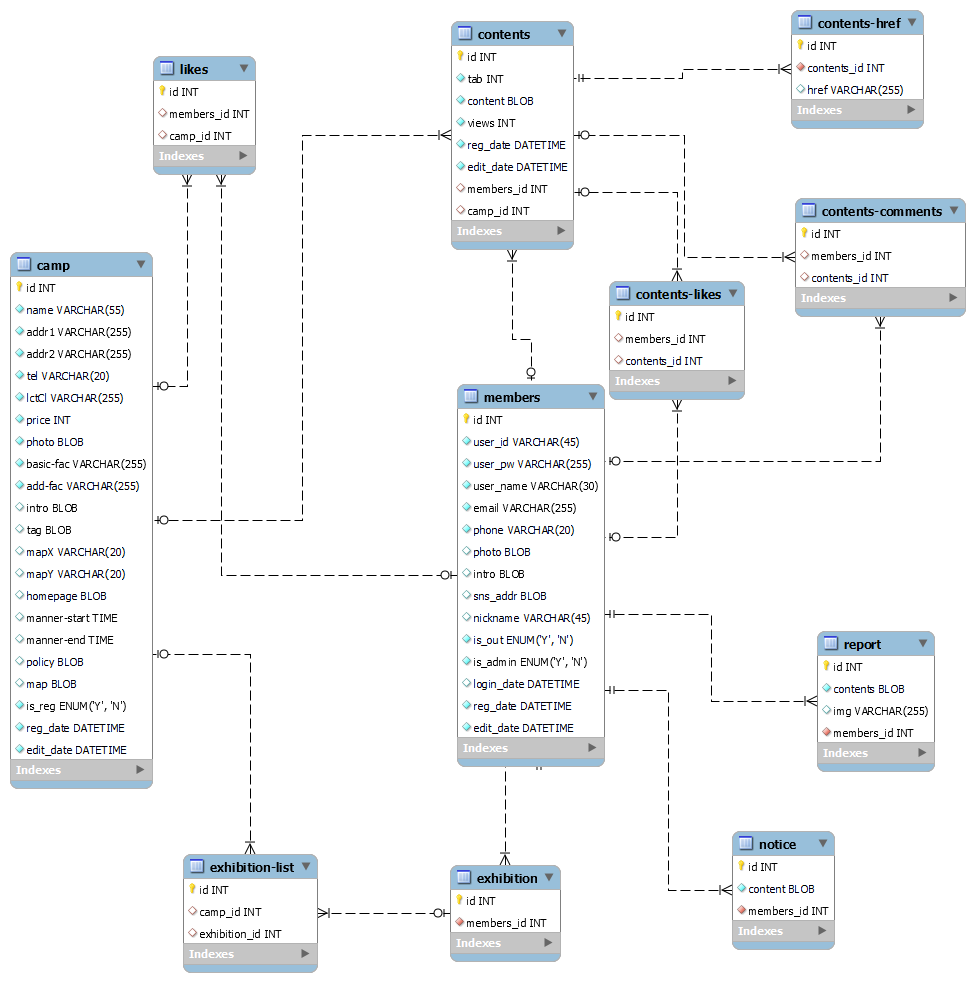 likes
id INT
members_id INT
camp_id INT
Indexes
contents
id INT
tab INT
content BLOB
views INT
reg_date DATETIME
edit_date DATETIME
members_id INT
camp_id INT
Indexes
contents-href
id INT
contents_id INT
href VARCHAR(255)
Indexes
contents-comments
id INT
members_id INT
contents_id INT
Indexes
camp
id INT
name VARCHAR(55)
addr1 VARCHAR(255)
addr2 VARCHAR(255)
tel VARCHAR(20)
lctCl VARCHAR(255)
price INT
photo BLOB
basic-fac VARCHAR(255)
add-fac VARCHAR(255)
intro BLOB
tag BLOB
mapX VARCHAR(20)
mapY VARCHAR(20)
homepage BLOB
manner-start TIME
manner-end TIME
policy BLOB
map BLOB
is_reg ENUM('Y', 'N')
reg_date DATETIME
edit_date DATETIME
Indexes
contents-likes
id INT
members_id INT
contents_id INT
Indexes
members
id INT
user_id VARCHAR(45)
user_pw VARCHAR(255)
user_name VARCHAR(30)
email VARCHAR(255)
phone VARCHAR(20)
photo BLOB
intro BLOB
sns_addr BLOB
nickname VARCHAR(45)
is_out ENUM('Y', 'N')
is_admin ENUM('Y', 'N')
login_date DATETIME
reg_date DATETIME
edit_date DATETIME
Indexes
report
id INT
contents BLOB
img VARCHAR(255)
members_id INT
Indexes
exhibition-list
id INT
camp_id INT
exhibition_id INT
Indexes
exhibition
id INT
members_id INT
Indexes
notice
id INT
content BLOB
members_id INT
Indexes